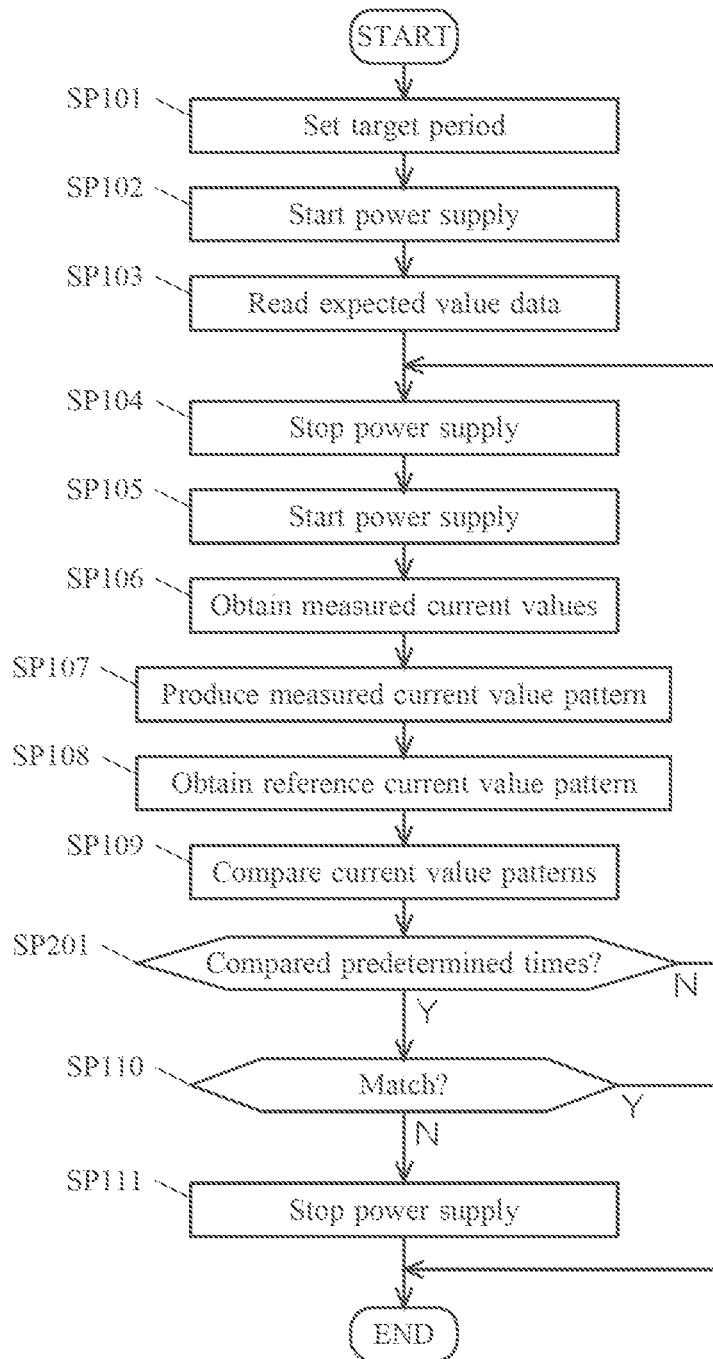 START
SP101
Set target period
SP102
Start power supply
SP103
Read expected value data
SP104
Stop power supply
SP105
Start power supply
SP106
Obtain measured current values
SP107
Produce measured current value pattern
SP108
Obtain reference current value pattern
SP109
Compare current value patterns
SP201
Compared predetermined times?
N
Y
SP110
Match?
Y
N
SP111
Stop power supply
END